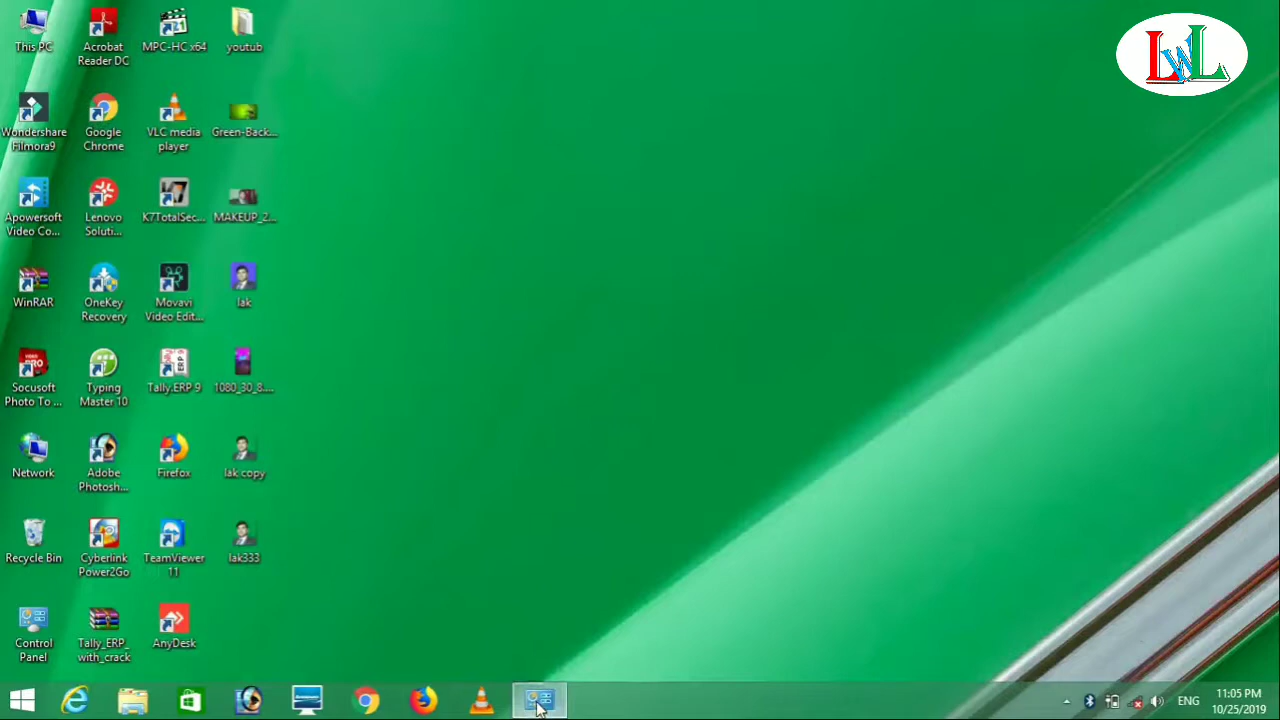 This PC
Acrobat
Reader DC
MPC-HC x64
youtub
Wondershare
Filmora9
Google
Chrome
VLC media
player
Green-Back...
Apowersoft
Video Co...
Lenovo
Soluti...
K7TotalSec...
MAKEUP_2...
WinRAR
OneKey
Recovery
Movavi
Video Edit...
lak
Socusoft
Photo To ...
Typing
Master 10
Tally.ERP 9
1080_30_8....
Network
Adobe
Photosh...
Firefox
lak copy
Recycle Bin
Cyberlink
Power2Go
TeamViewer
11
lak333
Control
Panel
Tally_ERP_
with_crack
AnyDesk
LWL
ENG
11:05 PM
10/25/2019